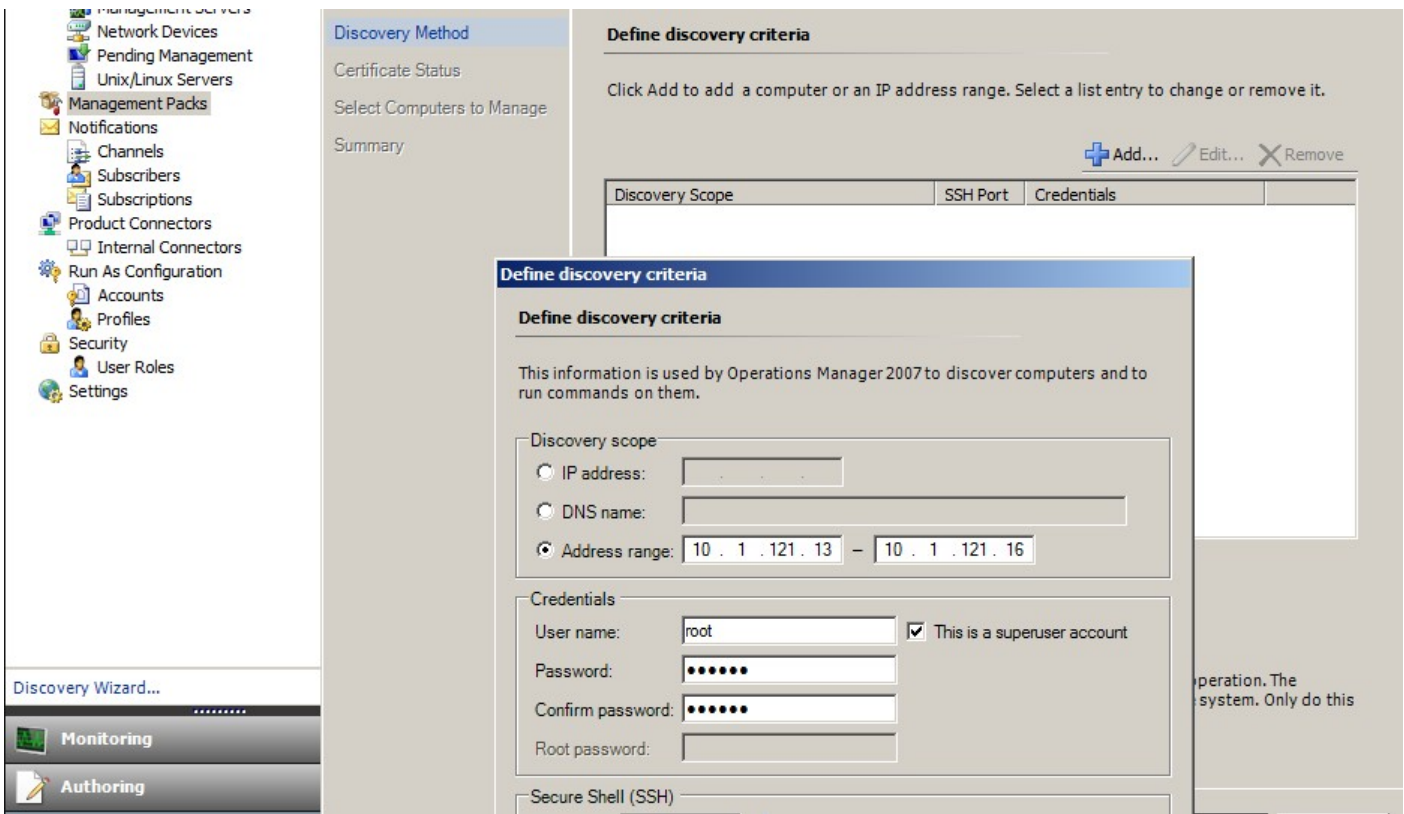 Management Servers
Network Devices
Pending Management
Unix/Linux Servers
Management Packs
Notifications
Channels
Subscribers
Subscriptions
Product Connectors
Internal Connectors
Run As Configuration
Accounts
Profiles
Security
User Roles
Settings
Discovery Wizard...
Monitoring
Authoring
Discovery Method
Certificate Status
Select Computers to Manage
Summary
Define discovery criteria
Click Add to add a computer or an IP address range. Select a list entry to change or remove it.
Add... Edit... Remove
Discovery Scope SSH Port Credentials
Define discovery criteria
Define discovery criteria
This information is used by Operations Manager 2007 to discover computers and to
run commands on them.
Discovery scope
IP address: . . .
DNS name:
Address range: 10 . 1 . 121 . 13 – 10 . 1 . 121 . 16
Credentials
User name: root This is a superuser account
Password: ••••••
Confirm password: ••••••
Root password:
Secure Shell (SSH)
operation. The
system. Only do this